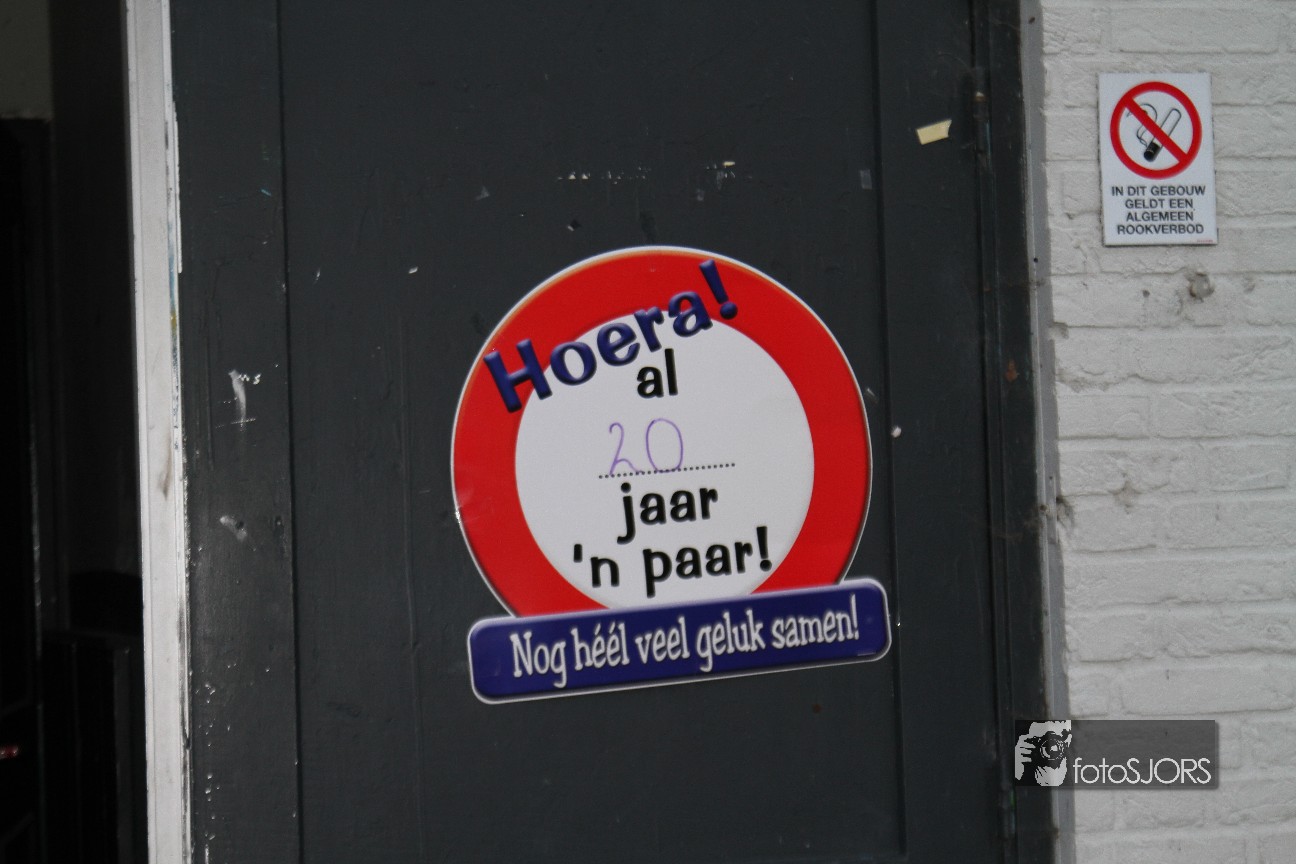 Hoera!
al
20
jaar
'n paar!
Nog héél veel geluk samen!
IN DIT GEBOUW
GELDT EEN
ALGEMEEN
ROOKVERBOD
fotoSJORS